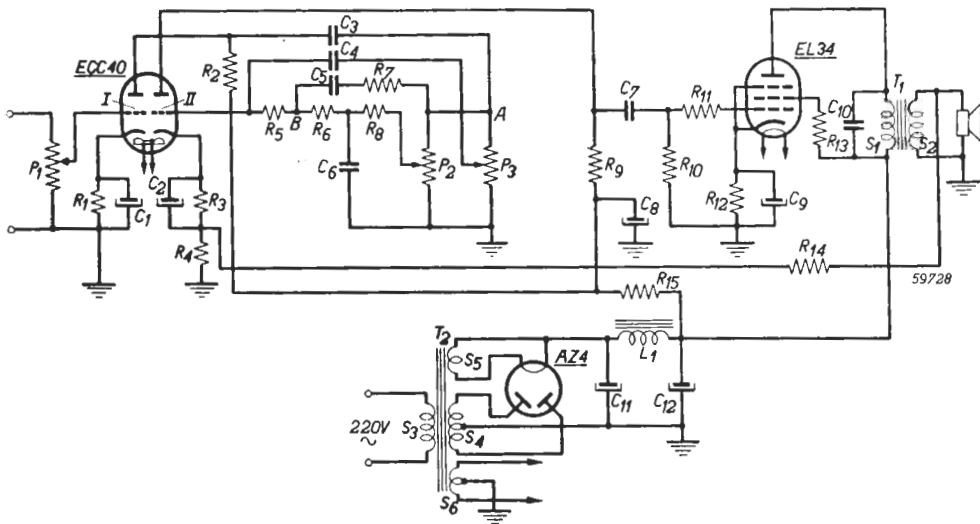 C3
C4
EL34
ECC40
R2
C5
R7
I
II
C7
R11
T1
C10
R5
B
R6
R8
A
R13
S1
S2
P1
C6
P2
P3
R9
R10
C2
R1
C1
R3
R12
C9
C8
R4
R14
59728
R15
T2
L1
S5
AZ4
C11
C12
220V
~
S3
S4
S6